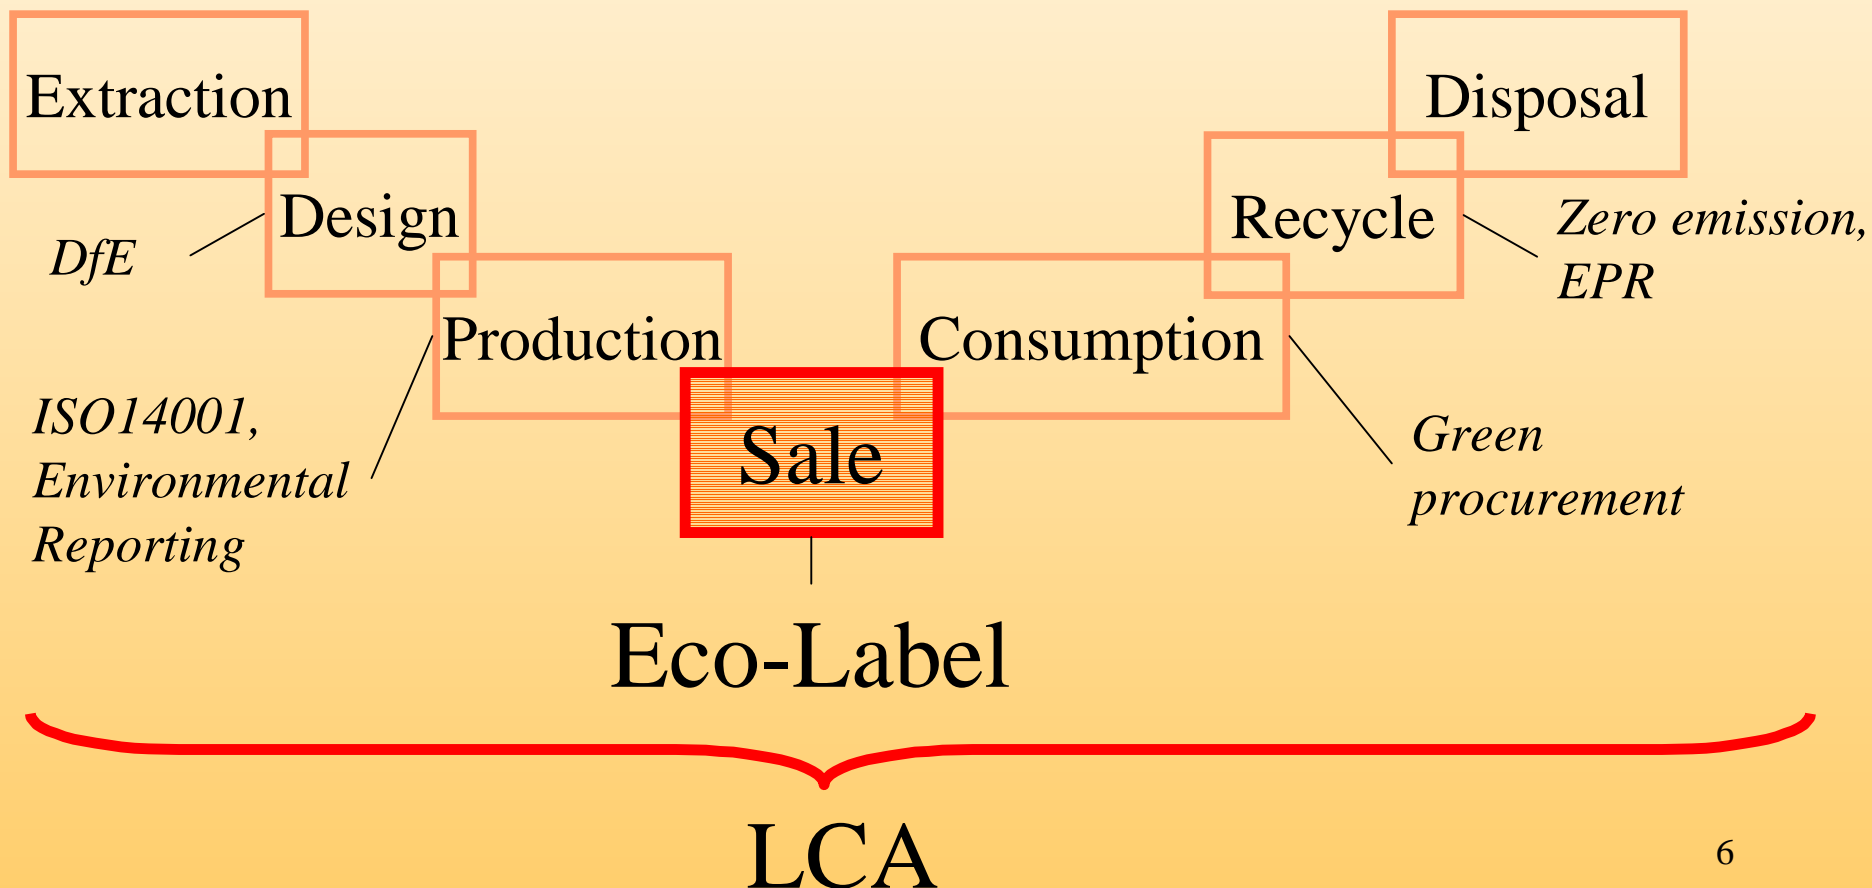 Extraction
Disposal
Design
Recycle
DfE
Zero emission,
EPR
Production
Consumption
ISO14001,
Environmental
Reporting
Sale
Green
procurement
Eco-Label
LCA
6